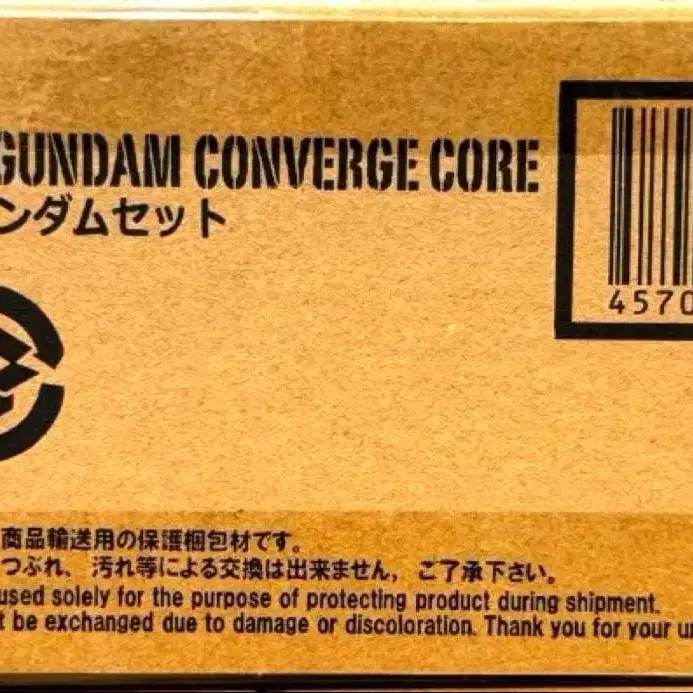 GUNDAM CONVERGE CORE
ンダムセット
4570
商品輸送用の保護梱包材です。
つぶれ、汚れ等による交換は出来ません，ご了承下さい。
used solely for the purpose of protecting product during shipment.
t be exchanged due to damage or discoloration. Thank you for your un